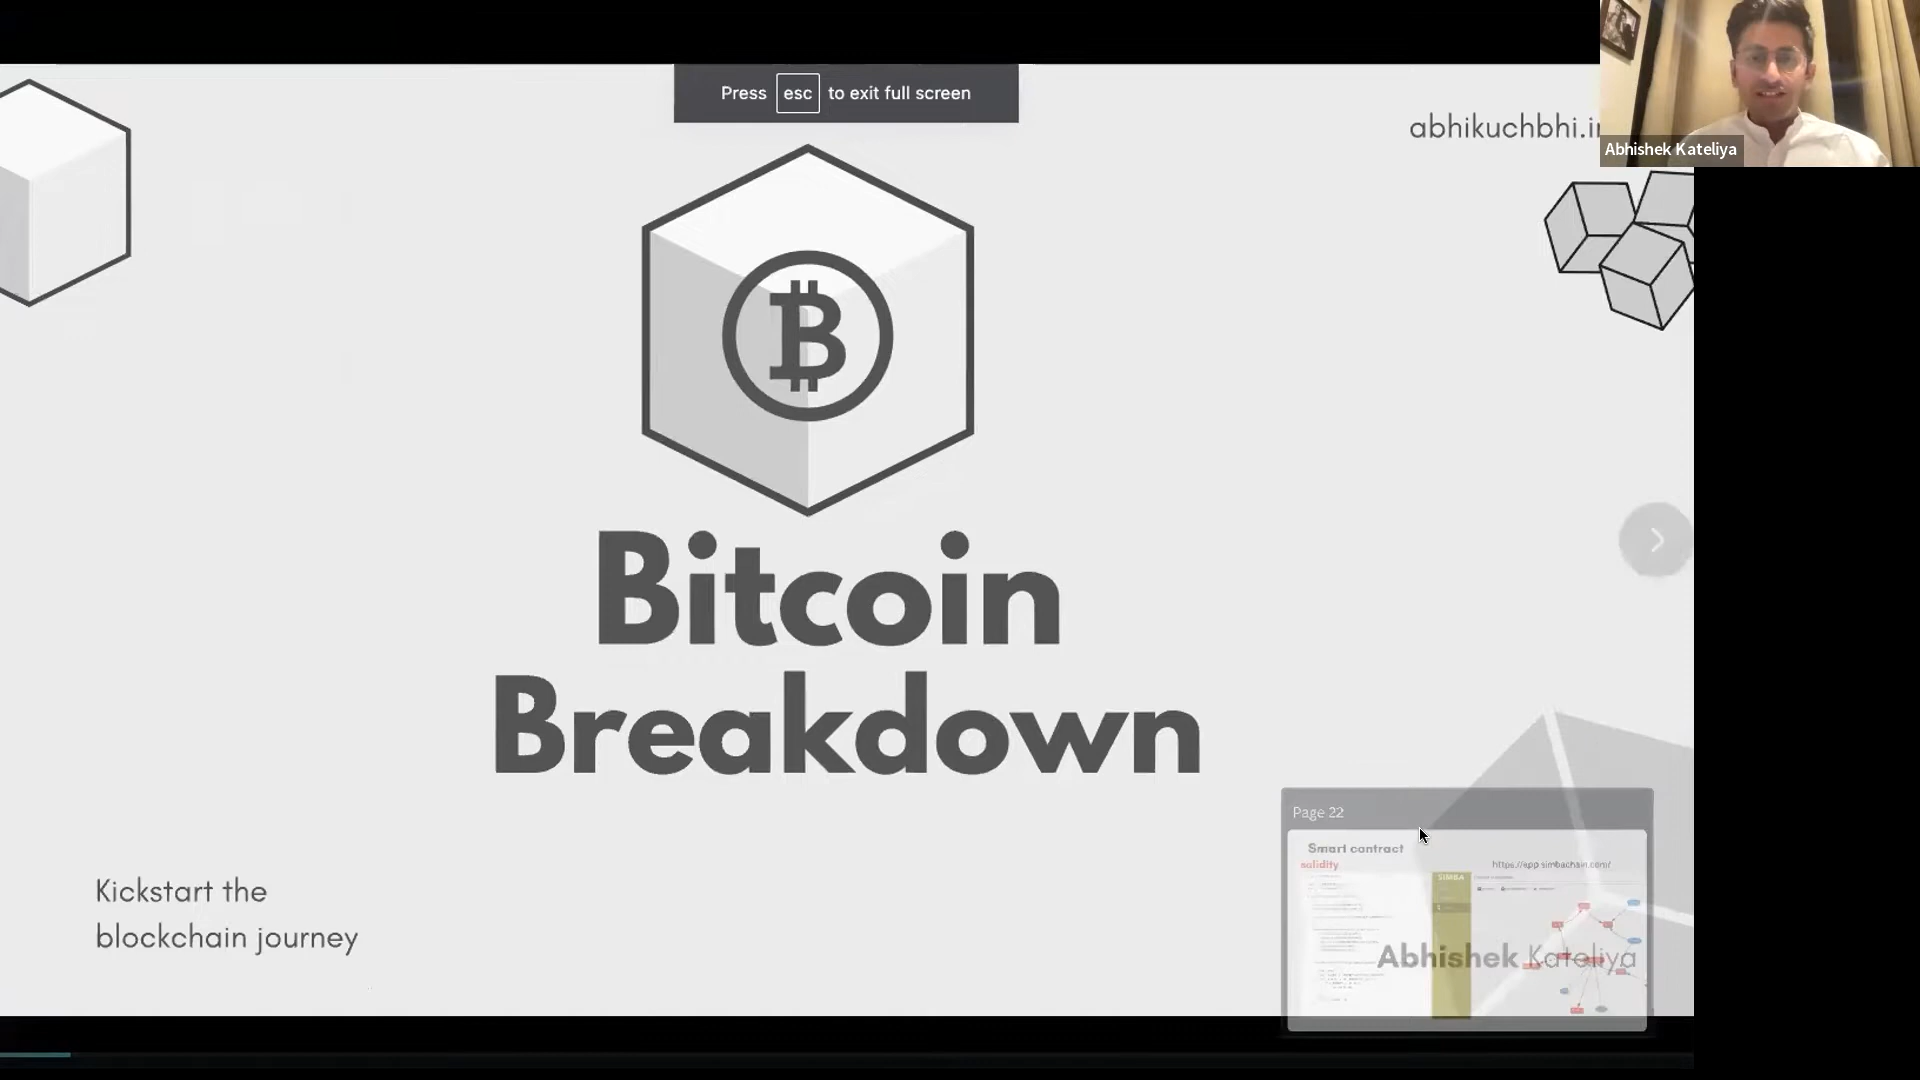 Press esc to exit full screen
abhikuchbhi.i
Abhishek Kateliya
Bitcoin
Breakdown
Kickstart the
blockchain journey
Page 22
Smart contract
solidity
https://app.simbachain.com/
SIMBA
Abhishek Kateliya